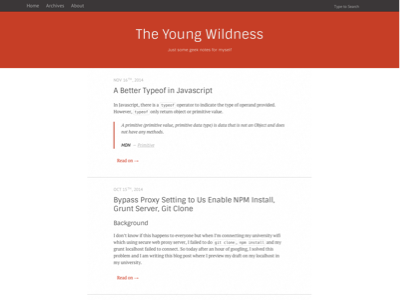 Home Archives About Type to Search
The Young Wildness
just some geek notes for myself
NOV 16TH, 2014
A Better Typeof in Javascript
In Javascript, there is a typeof operator to indicate the type of operand provided.
However, typeof only return object or primitive value.
A primitive (primitive value, primitive data type) is data that is not an Object and does
not have any methods.
MDN — Primitive
Read on →
OCT 21ST, 2014
Bypass Proxy Setting to Us Enable NPM Install,
Grunt Server, Git Clone
Background
I don't know if this happens to everyone but when I'm connecting my university wifi
which using secure web proxy server, I failed to do git clone, npm install and my
grunt localhost failed to connect. So today after an hour of googling, I solved this
problem and I am writing this blog post where I preview my draft on my localhost in
my university.
Read on →